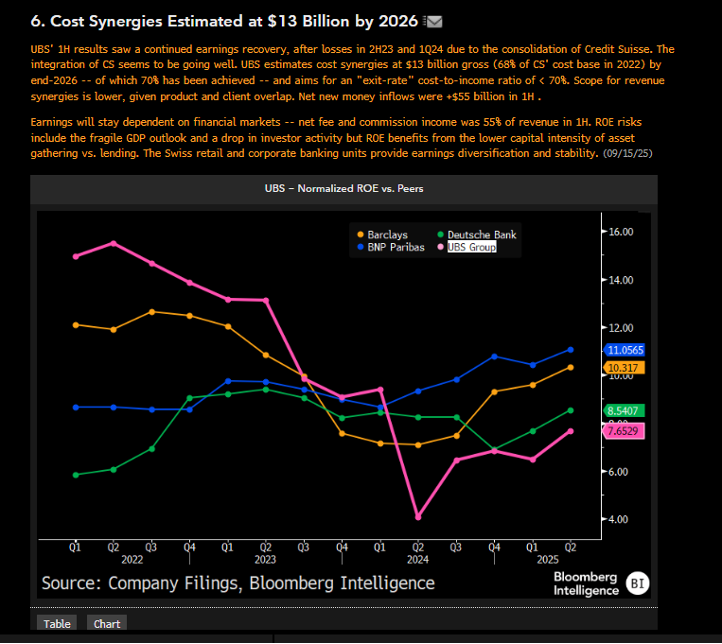 6. Cost Synergies Estimated at $13 Billion by 2026
UBS' 1H results saw a continued earnings recovery, after losses in 2H23 and 1Q24 due to the consolidation of Credit Suisse. The
integration of CS seems to be going well. UBS estimates cost synergies at $13 billion gross (68% of CS' cost base in 2022) by
end-2026 -- of which 70% has been achieved -- and aims for an "exit-rate" cost-to-income ratio of < 70%. Scope for revenue
synergies is lower, given product and client overlap. Net new money inflows were +$55 billion in 1H .
Earnings will stay dependent on financial markets -- net fee and commission income was 55% of revenue in 1H. ROE risks
include the fragile GDP outlook and a drop in investor activity but ROE benefits from the lower capital intensity of asset
gathering vs. lending. The Swiss retail and corporate banking units provide earnings diversification and stability. (09/15/25)
UBS – Normalized ROE vs. Peers
Barclays Deutsche Bank
BNP Paribas UBS Group
16.00
14.00
12.00
11.0565
10.317
10.00
8.5407
8.00
7.6529
6.00
4.00
Q1 Q2 Q3 Q4 Q1 Q2 Q3 Q4 Q1 Q2 Q3 Q4 Q1 Q2
2022 2023 2024 2025
Source: Company Filings, Bloomberg Intelligence
Bloomberg
Intelligence BI
Table Chart